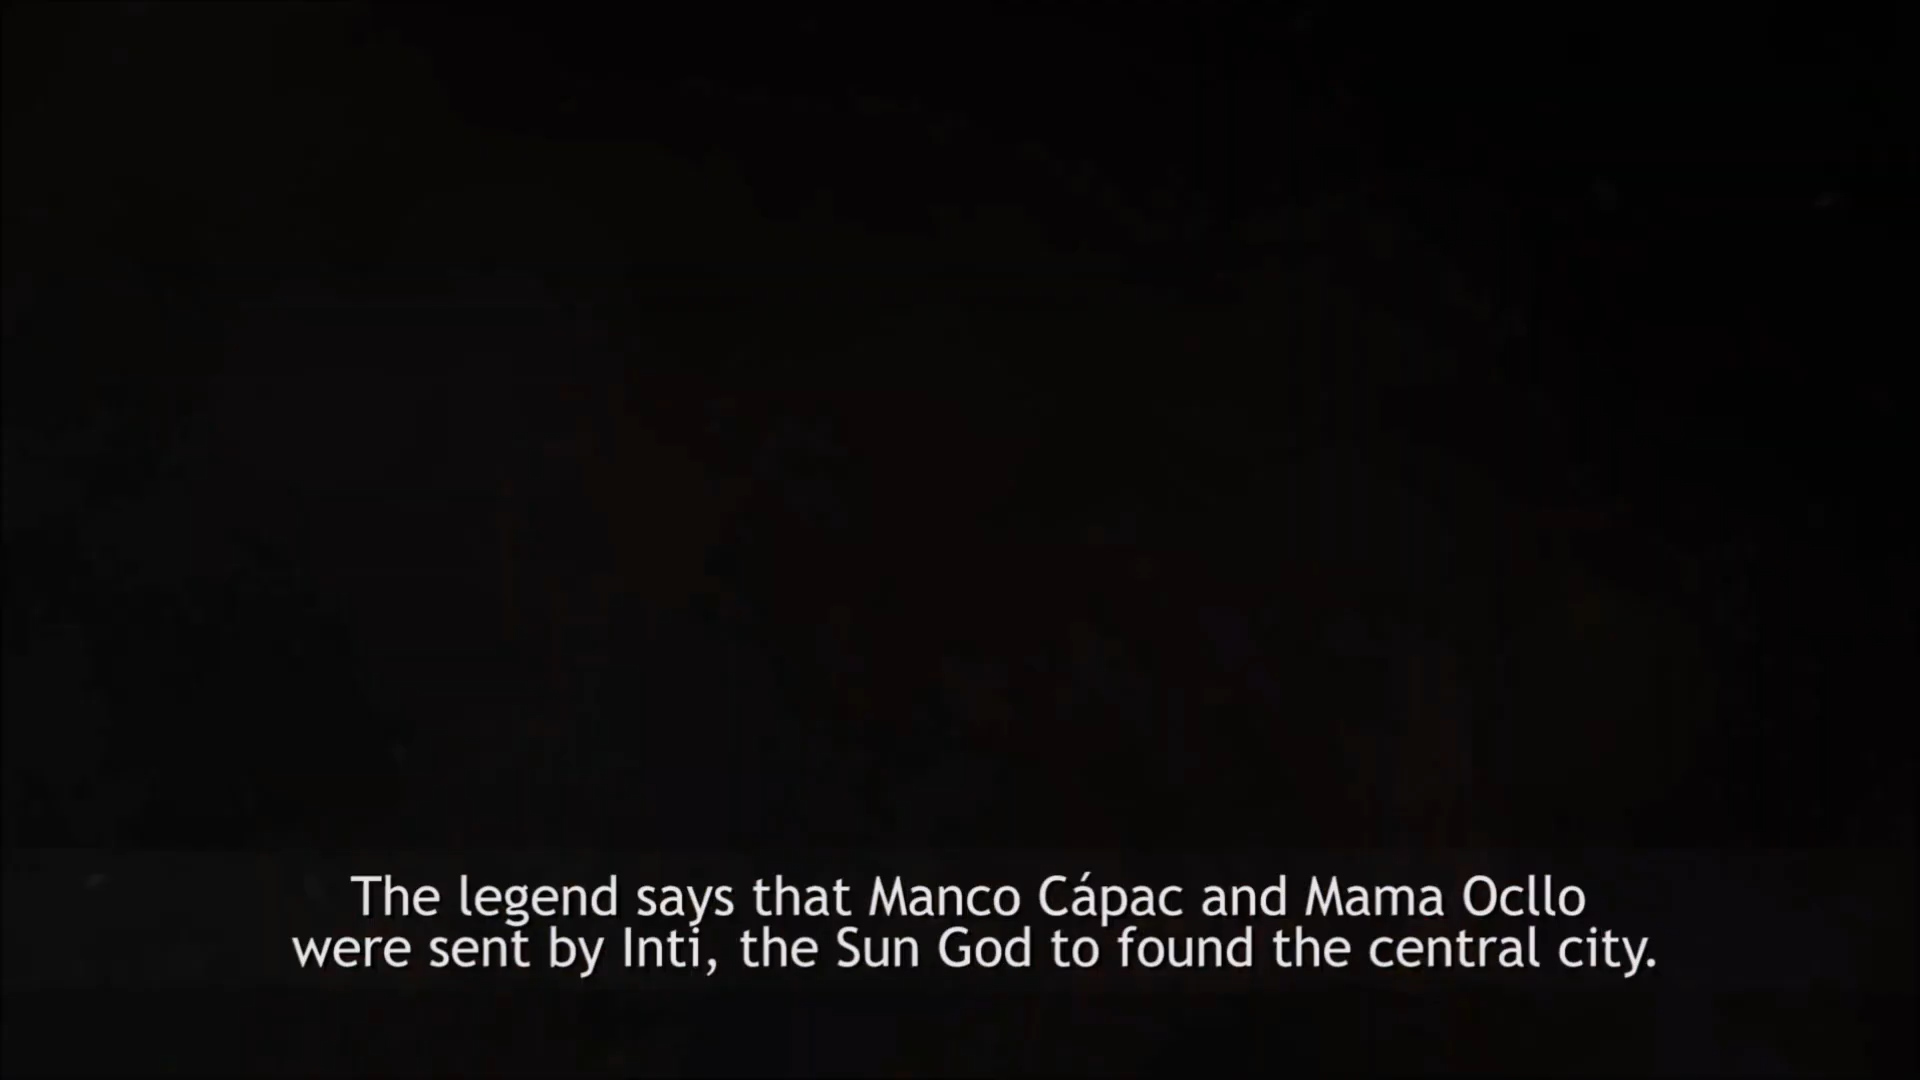 The legend says that Manco Cápac and Mama Ocllo
were sent by Inti, the Sun God to found the central city.